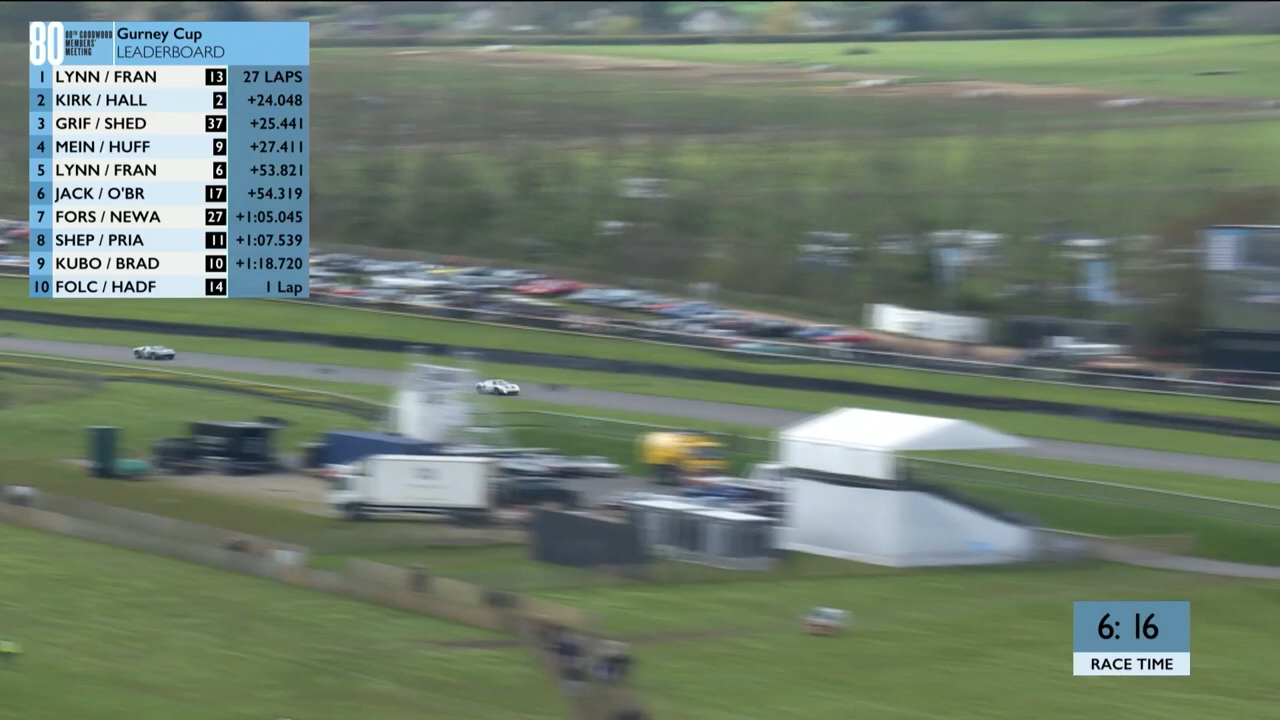 80 80TH GOODWOOD MEMBERS' MEETING
Gurney Cup
LEADERBOARD
1 LYNN / FRAN 13 27 LAPS
2 KIRK / HALL 2 +24.048
3 GRIF / SHED 37 +25.441
4 MEIN / HUFF 9 +27.411
5 LYNN / FRAN 6 +53.821
6 JACK / O'BR 17 +54.319
7 FORS / NEWA 27 +1:05.045
8 SHEP / PRIA 11 +1:07.539
9 KUBO / BRAD 10 +1:18.720
10 FOLC / HADF 14 1 Lap
6: 16
RACE TIME